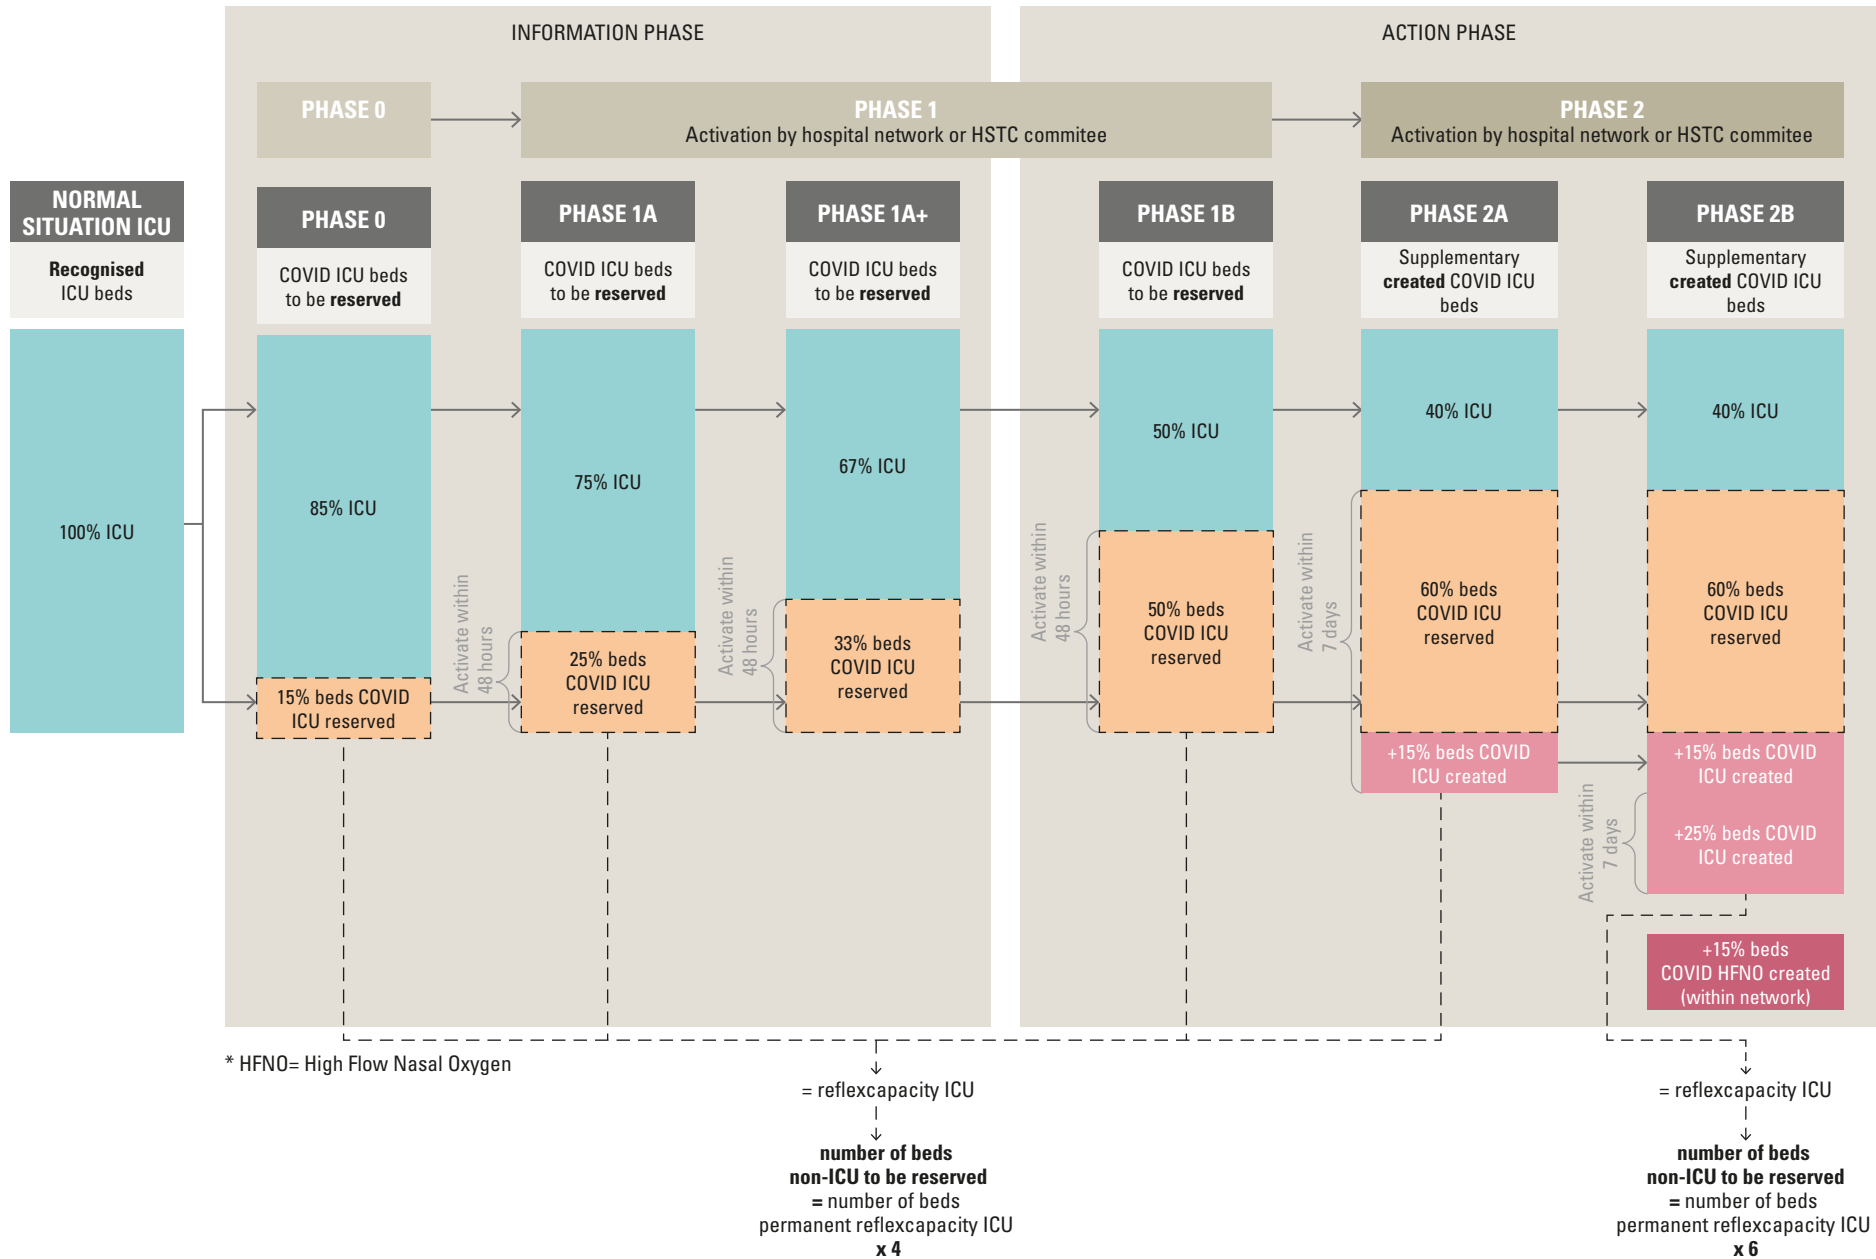 INFORMATION PHASE
ACTION PHASE
PHASE 0
PHASE 1
Activation by hospital network or HSTC commitee
PHASE 2
Activation by hospital network or HSTC commitee
NORMAL
SITUATION ICU
Recognised
ICU beds
100% ICU
PHASE 0
COVID ICU beds
to be reserved
85% ICU
15% beds COVID
ICU reserved
PHASE 1A
COVID ICU beds
to be reserved
75% ICU
Activate within
48 hours
25% beds
COVID ICU
reserved
PHASE 1A+
COVID ICU beds
to be reserved
67% ICU
Activate within
48 hours
33% beds
COVID ICU
reserved
PHASE 1B
COVID ICU beds
to be reserved
50% ICU
Activate within
48 hours
50% beds
COVID ICU
reserved
PHASE 2A
Supplementary
created COVID ICU
beds
40% ICU
Activate within
7 days
60% beds
COVID ICU
reserved
+15% beds COVID
ICU created
PHASE 2B
Supplementary
created COVID ICU
beds
40% ICU
60% beds
COVID ICU
reserved
+15% beds COVID
ICU created
Activate within
7 days
+25% beds COVID
ICU created
+15% beds
COVID HFNO created
(within network)
* HFNO= High Flow Nasal Oxygen
= reflexcapacity ICU
number of beds
non-ICU to be reserved
= number of beds
permanent reflexcapacity ICU
x 4
= reflexcapacity ICU
number of beds
non-ICU to be reserved
= number of beds
permanent reflexcapacity ICU
x 6